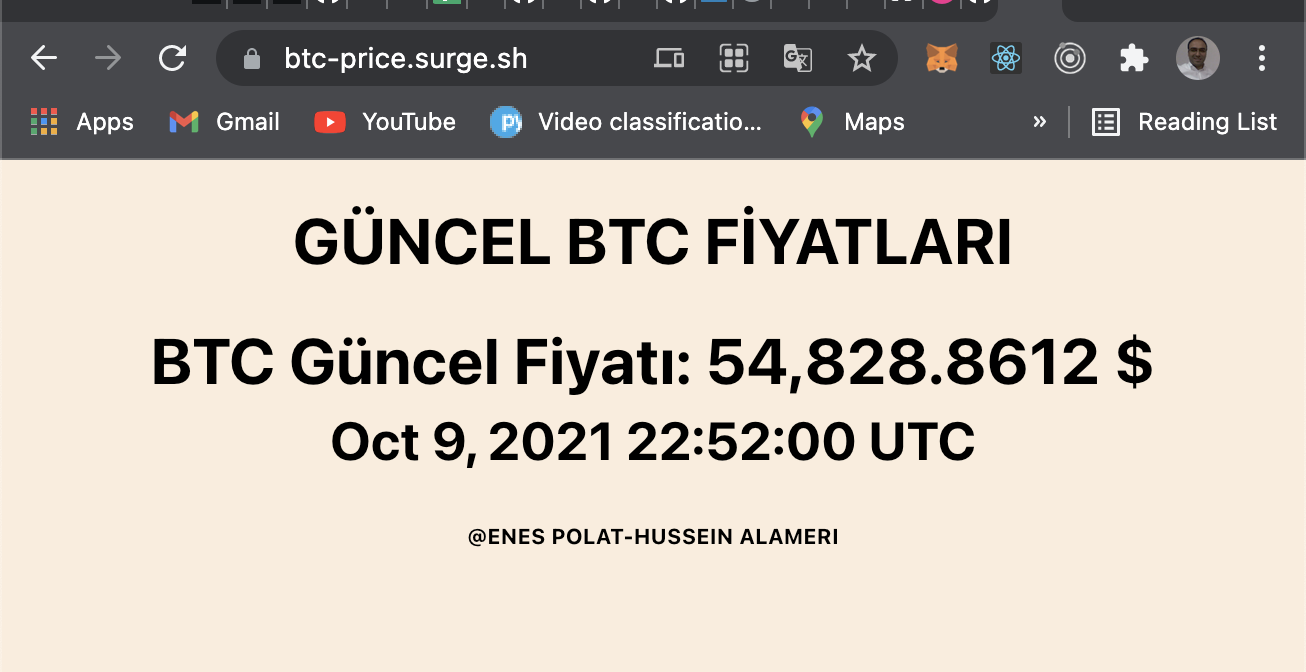 btc-price.surge.sh
Apps Gmail YouTube Video classificatio... Maps » Reading List
GÜNCEL BTC FİYATLARI
BTC Güncel Fiyatı: 54,828.8612 $
Oct 9, 2021 22:52:00 UTC
@ENES POLAT-HUSSEIN ALAMERI